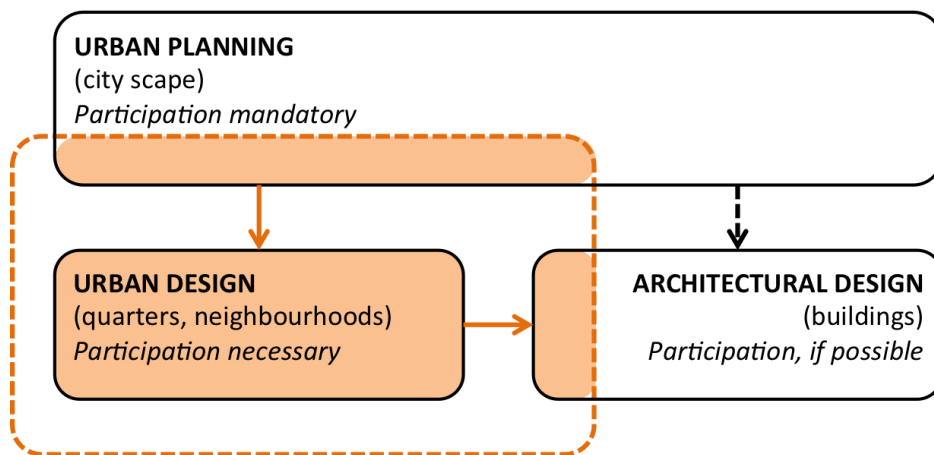 URBAN PLANNING
(city scape)
Participation mandatory
URBAN DESIGN
(quarters, neighbourhoods)
Participation necessary
ARCHITECTURAL DESIGN
(buildings)
Participation, if possible